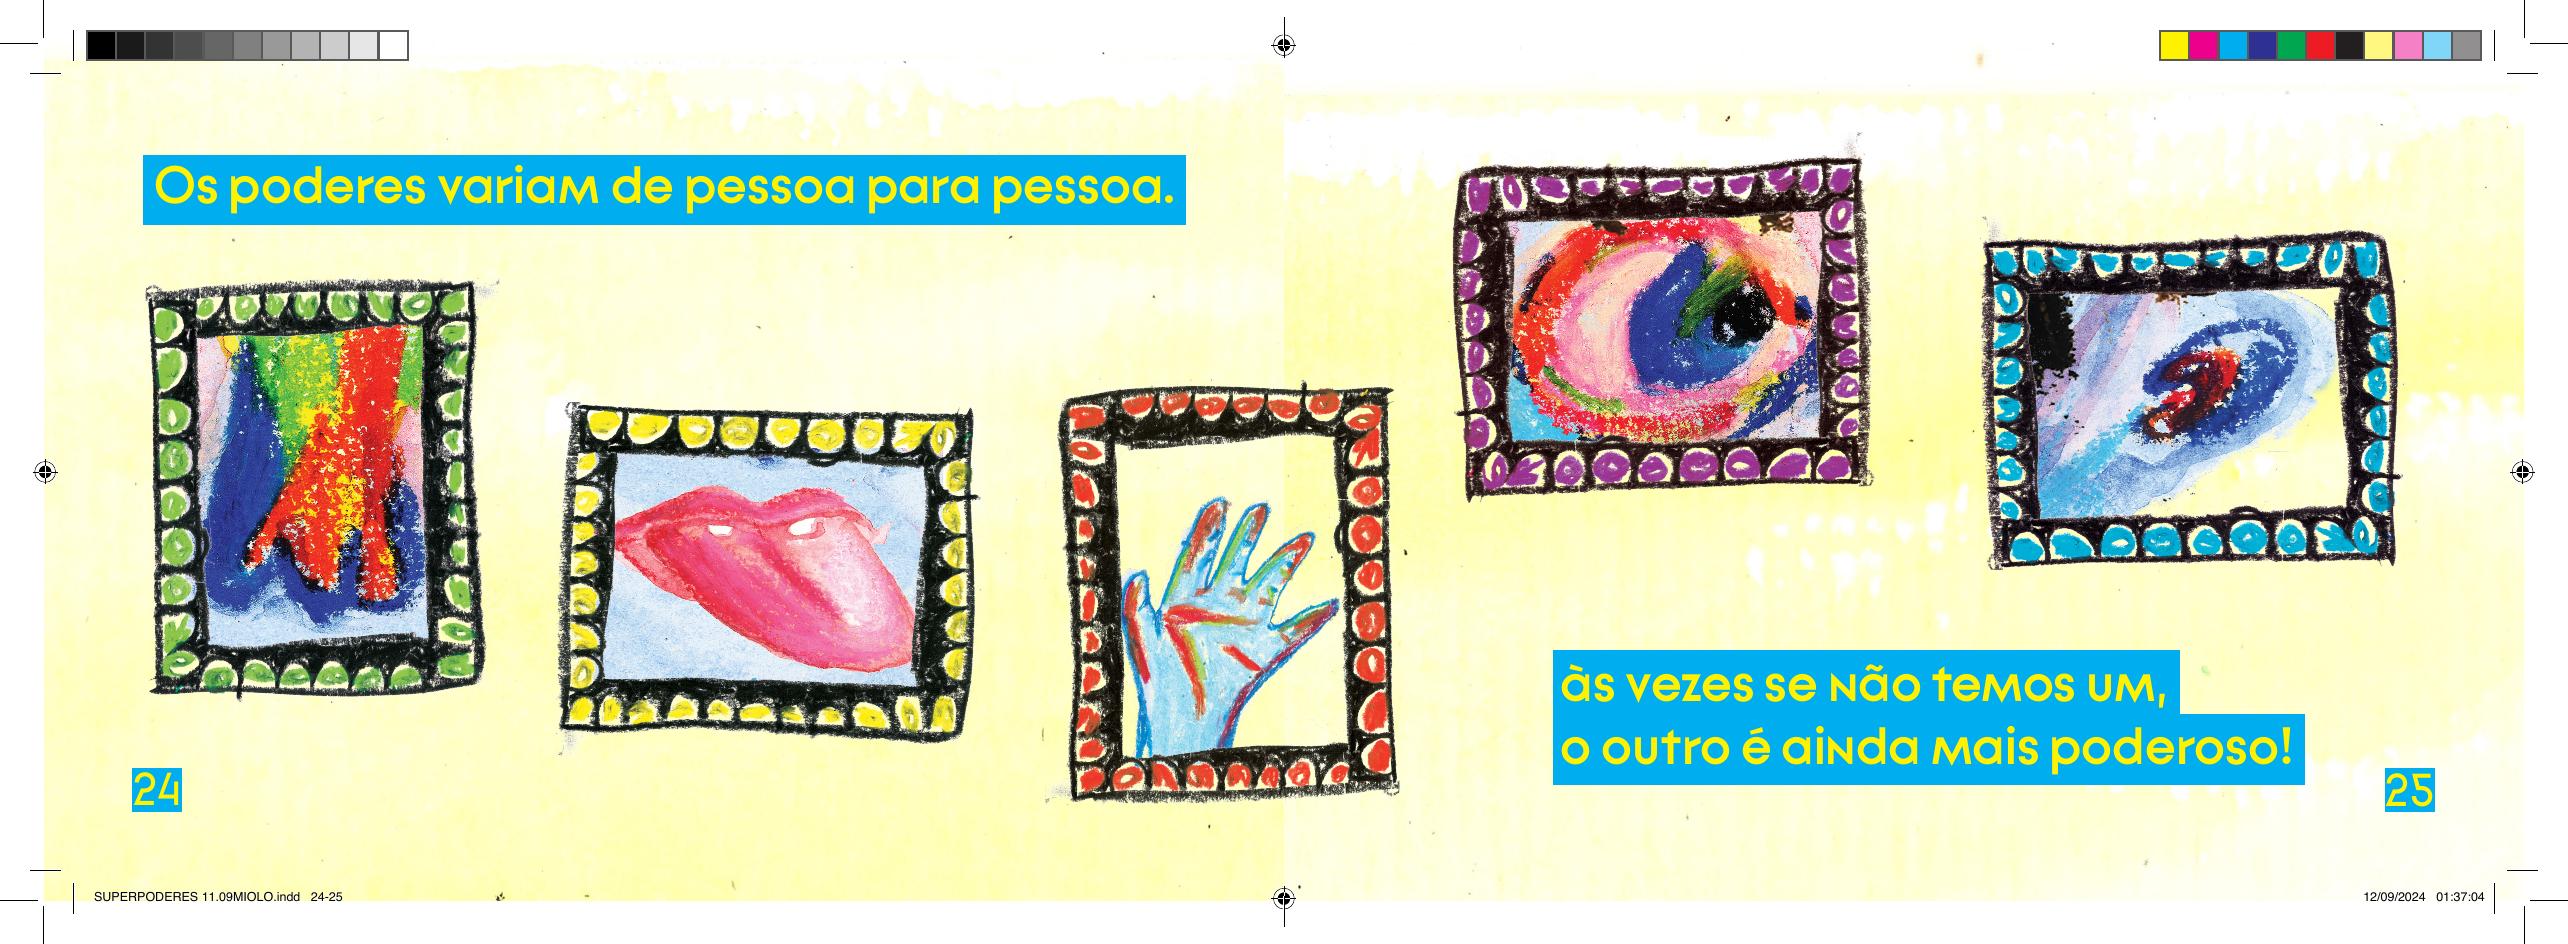 Os poderes variam de pessoa para pessoa.
às vezes se não temos um,
o outro é ainda mais poderoso!
24
25
SUPERPODERES 11.09MIOLO.indd 24-25
12/09/2024 01:37:04